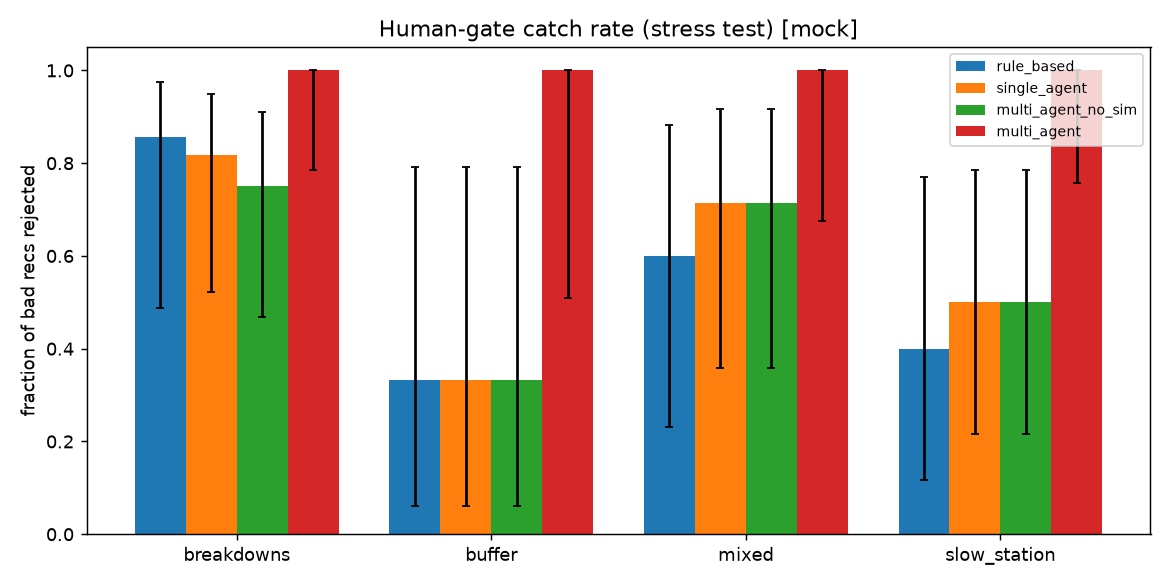 Human-gate catch rate (stress test) [mock]
fraction of bad recs rejected
1.0
0.8
0.6
0.4
0.2
0.0
rule_based
single_agent
multi_agent_no_sim
multi_agent
breakdowns
buffer
mixed
slow_station